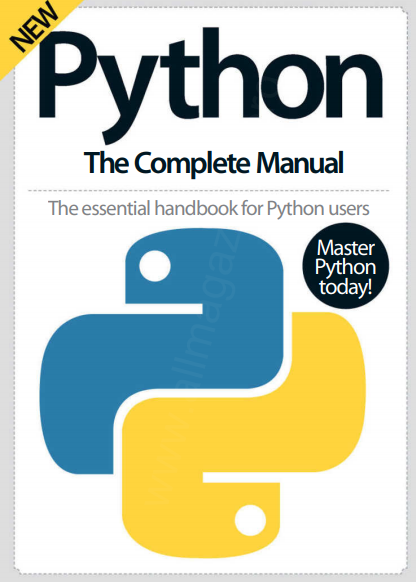 NEW
Python
The Complete Manual
The essential handbook for Python users
Master
Python
today!